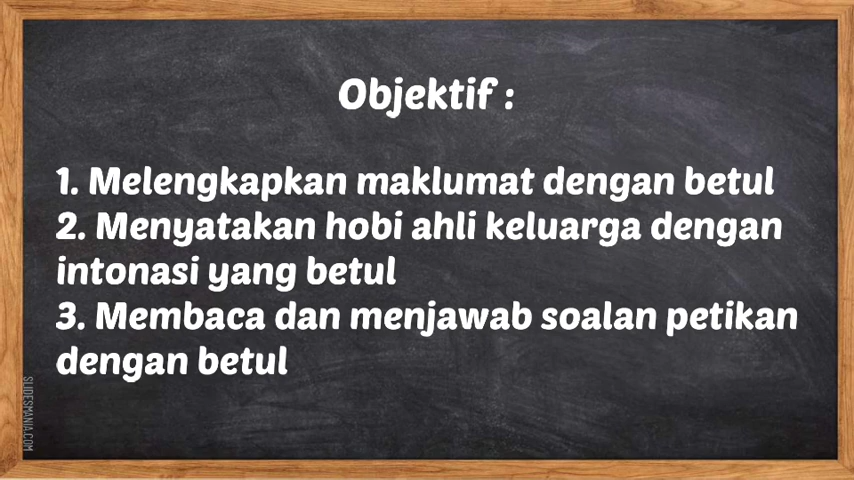 Objektif :
1. Melengkapkan maklumat dengan betul
2. Menyatakan hobi ahli keluarga dengan
intonasi yang betul
3. Membaca dan menjawab soalan petikan
dengan betul
SLIDESMANIA.COM